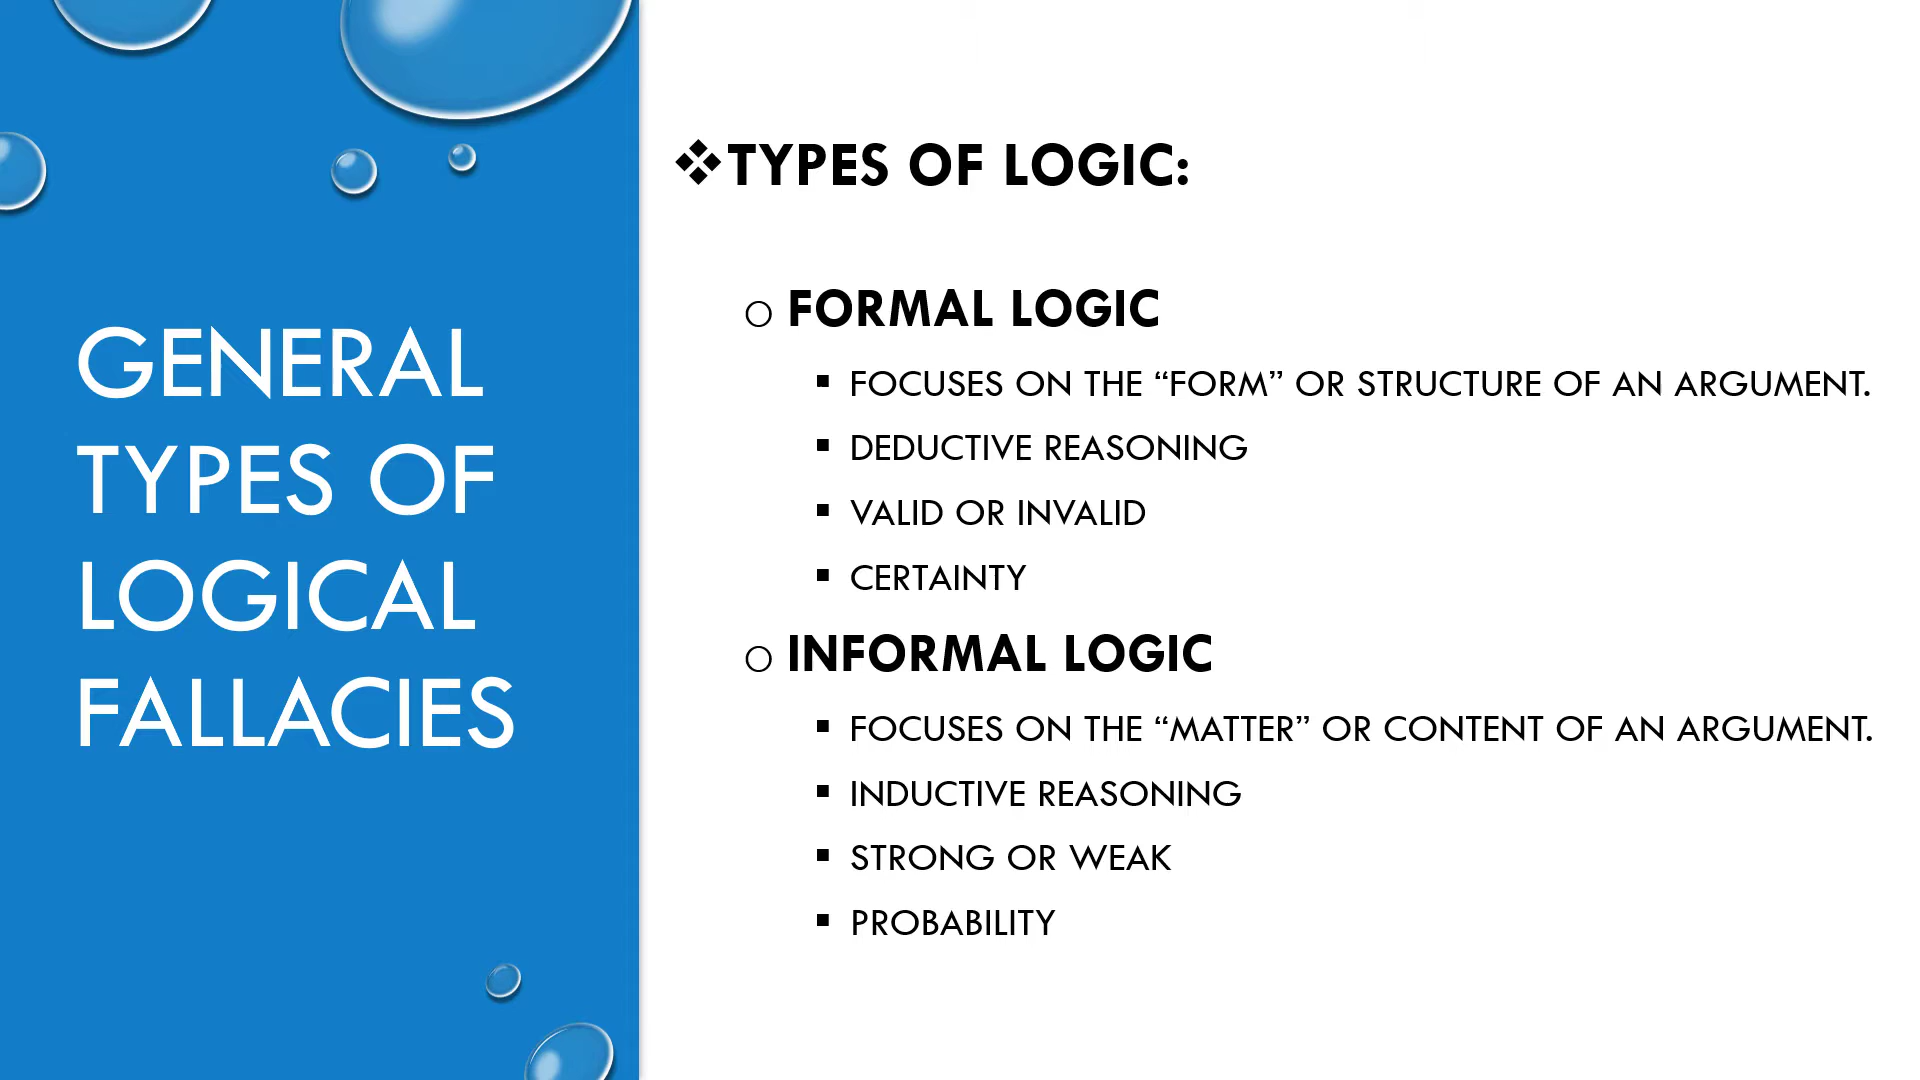 GENERAL
TYPES OF
LOGICAL
FALLACIES
❖TYPES OF LOGIC:
o FORMAL LOGIC
▪ FOCUSES ON THE “FORM” OR STRUCTURE OF AN ARGUMENT.
▪ DEDUCTIVE REASONING
▪ VALID OR INVALID
▪ CERTAINTY
o INFORMAL LOGIC
▪ FOCUSES ON THE “MATTER” OR CONTENT OF AN ARGUMENT.
▪ INDUCTIVE REASONING
▪ STRONG OR WEAK
▪ PROBABILITY